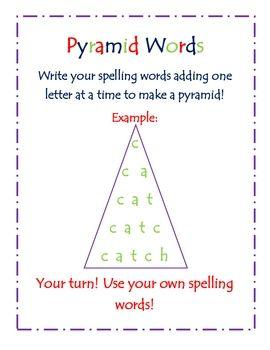 Pyramid Words
Write your spelling words adding one
letter at a time to make a pyramid!
Example:
c
c a
c a t
c a t c
c a t c h
Your turn! Use your own spelling
words!